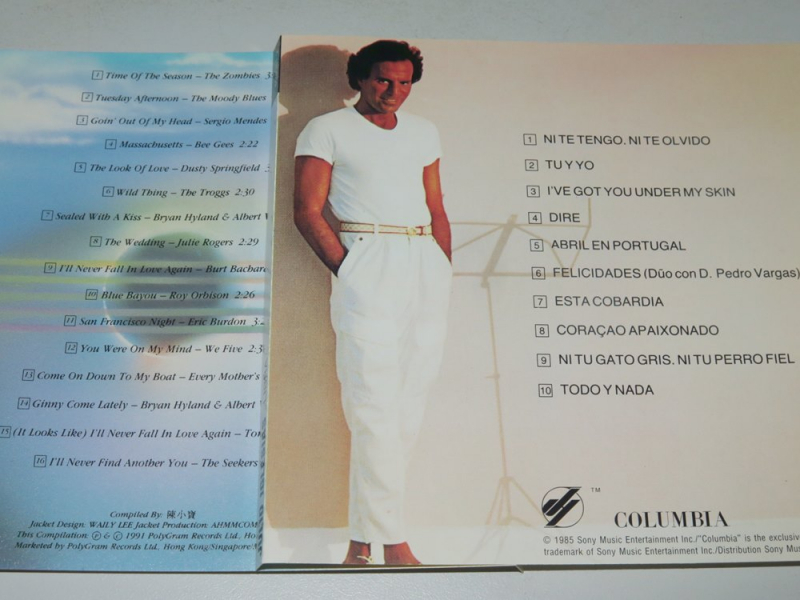 1 Time Of The Season – The Zombies
2 Tuesday Afternoon – The Moody Blues
3 Goin' Out Of My Head – Sergio Mendes
4 Massachusetts – Bee Gees 2:22
5 The Look Of Love – Dusty Springfield
6 Wild Thing – The Troggs 2:30
7 Sealed With A Kiss – Bryan Hyland & Albert
8 The Wedding – Julie Rogers 2:29
9 I'll Never Fall In Love Again – Burt Bachara
10 Blue Bayou – Roy Orbison 2:26
11 San Francisco Night – Eric Burdon
12 You Were On My Mind – We Five
13 Come On Down To My Boat – Every Mother's
14 Ginny Come Lately – Bryan Hyland & Albert
15 (It Looks Like) I'll Never Fall In Love Again – Tom
16 I'll Never Find Another You – The Seekers
Compiled By: 陳小寶
Jacket Design: WAILY LEE Jacket Production: AHMMCOM
This Compilation: Ⓟ & © 1991 PolyGram Records Ltd., Ho
Marketed by PolyGram Records Ltd., Hong Kong/Singapore/
1 NI TE TENGO. NI TE OLVIDO
2 TU Y YO
3 I'VE GOT YOU UNDER MY SKIN
4 DIRE
5 ABRIL EN PORTUGAL
6 FELICIDADES (Dúo con D. Pedro Vargas)
7 ESTA COBARDIA
8 CORAÇAO APAIXONADO
9 NI TU GATO GRIS. NI TU PERRO FIEL
10 TODO Y NADA
TM
COLUMBIA
© 1985 Sony Music Entertainment Inc./"Columbia" is the exclusiv
trademark of Sony Music Entertainment Inc./Distribution Sony Mus